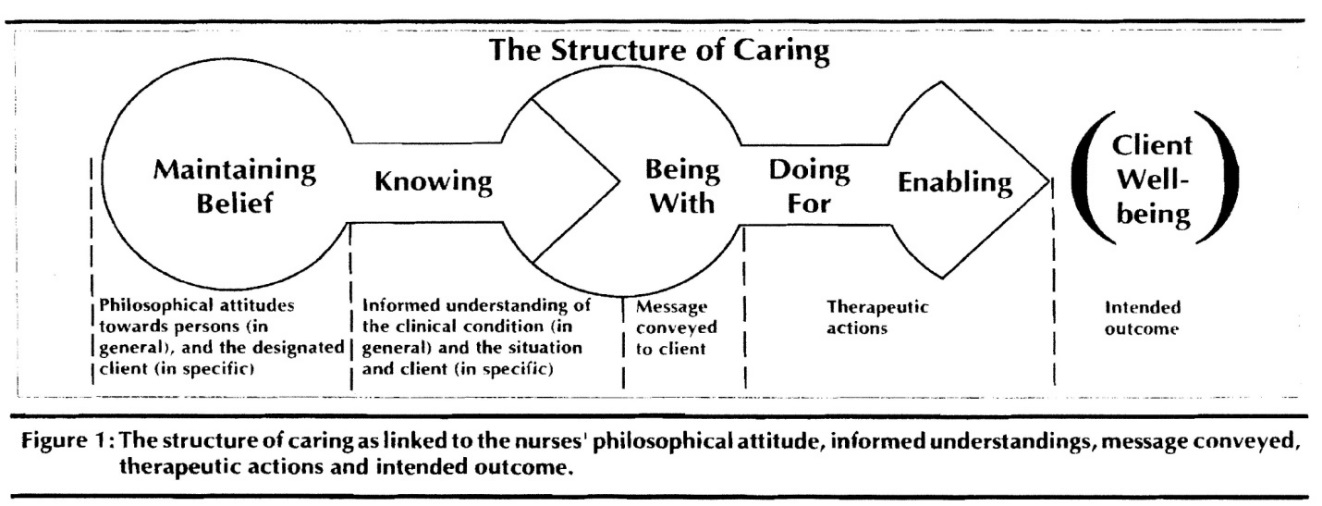 The Structure of Caring
Maintaining
Belief
Knowing
Being
With
Doing
For
Enabling
Client
Well-
being
Philosophical attitudes
towards persons (in
general), and the designated
client (in specific)
Informed understanding of
the clinical condition (in
general) and the situation
and client (in specific)
Message
conveyed
to client
Therapeutic
actions
Intended
outcome
Figure 1: The structure of caring as linked to the nurses' philosophical attitude, informed understandings, message conveyed,
therapeutic actions and intended outcome.